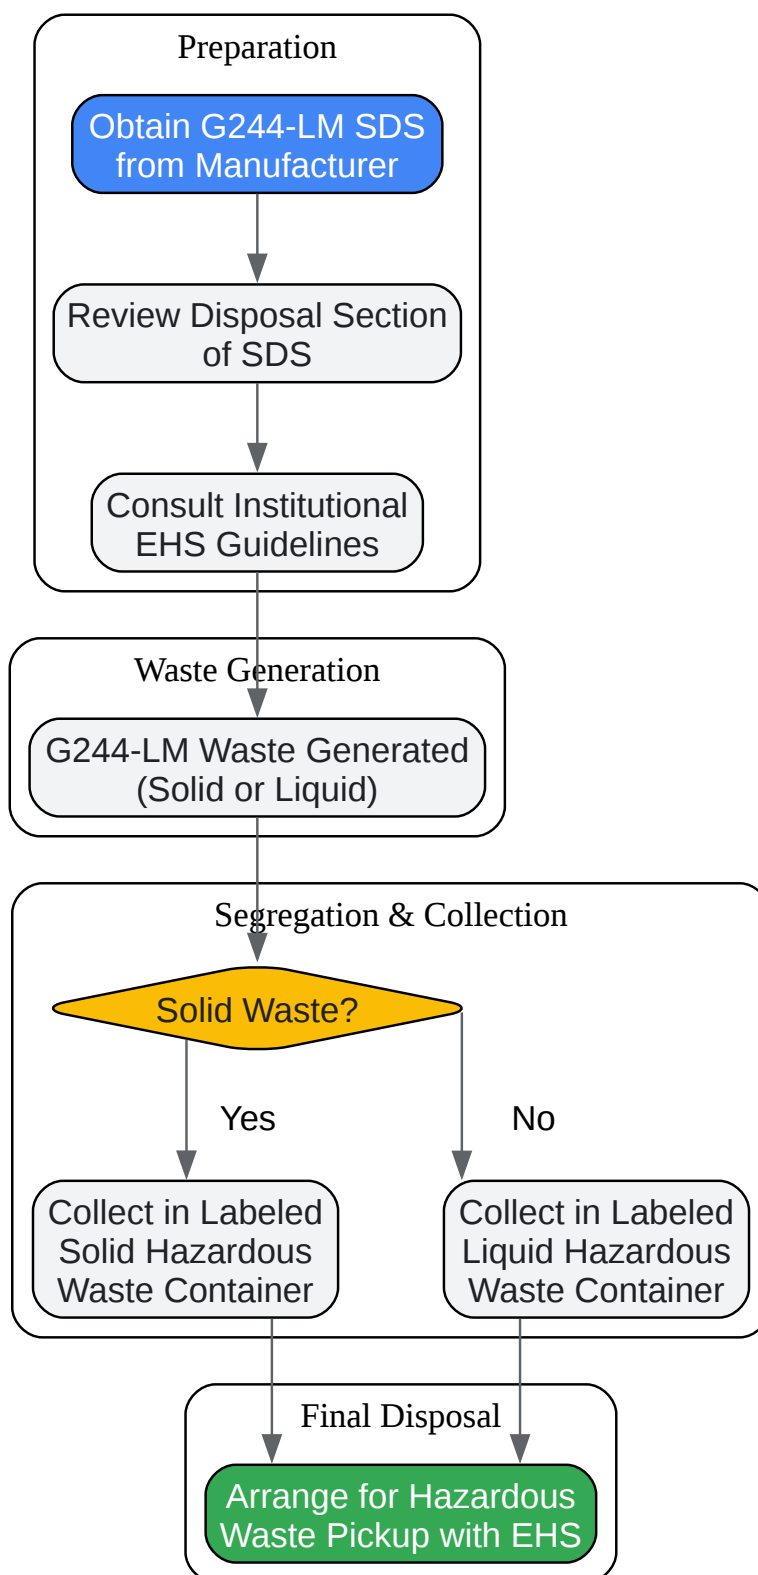 Preparation
Obtain G244-LM SDS
from Manufacturer
Review Disposal Section
of SDS
Consult Institutional
EHS Guidelines
Waste Generation
G244-LM Waste Generated
(Solid or Liquid)
Segregation & Collection
Solid Waste?
Yes
No
Collect in Labeled
Solid Hazardous
Waste Container
Collect in Labeled
Liquid Hazardous
Waste Container
Final Disposal
Arrange for Hazardous
Waste Pickup with EHS